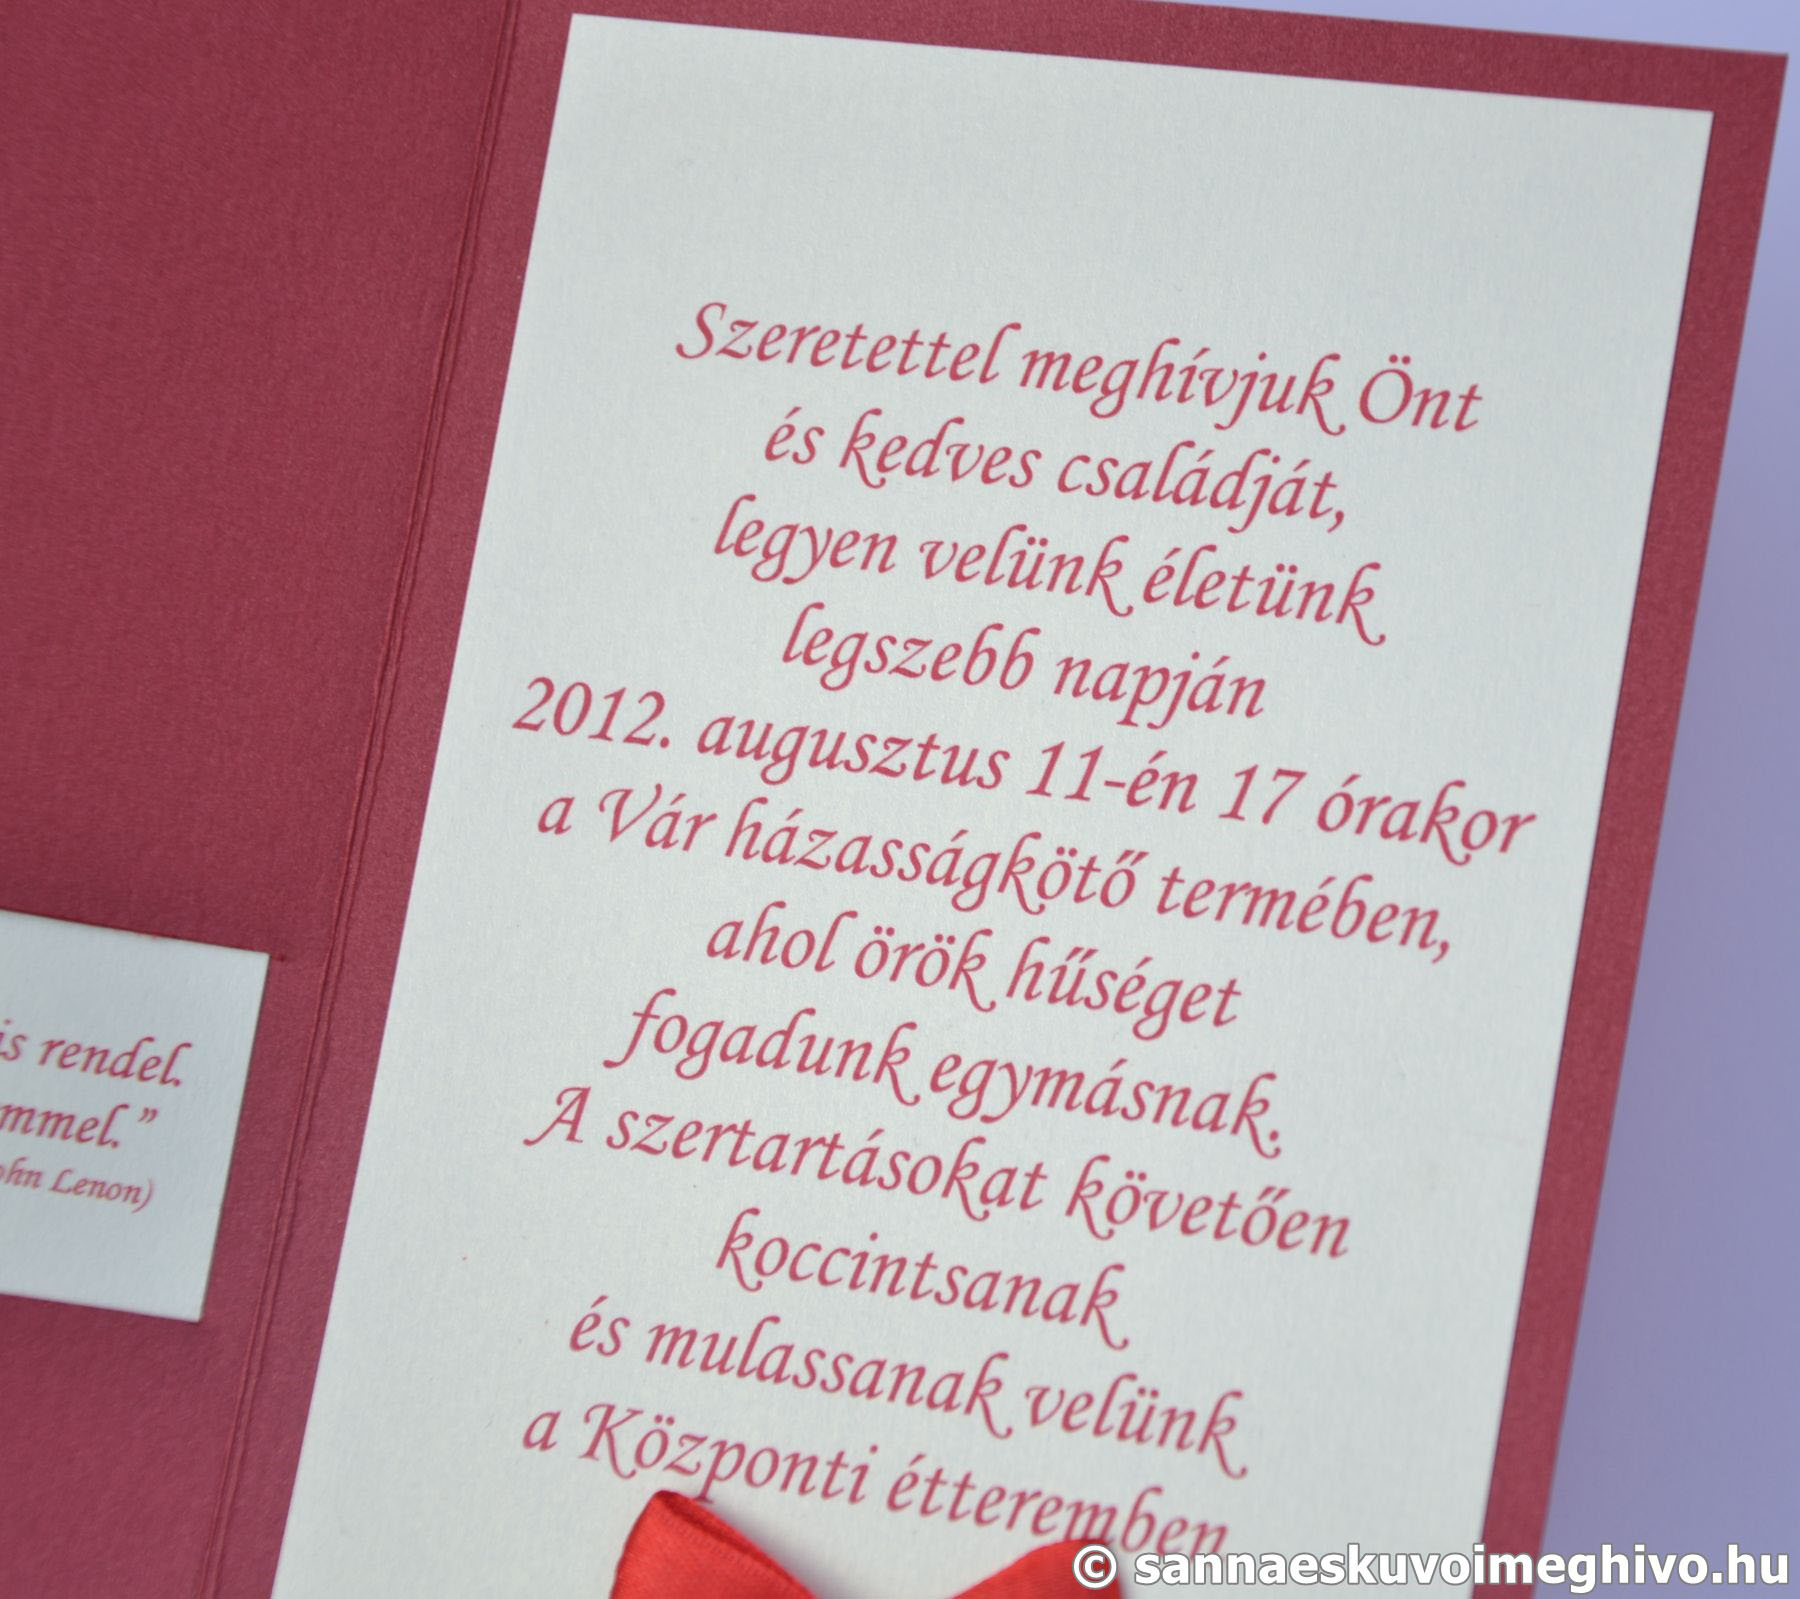 Szeretettel meghívjuk Önt
és kedves családját,
legyen velünk életünk
legszebb napján
2012. augusztus 11-én 17 órakor
a Vár házasságkötő termében,
ahol örök hűséget
fogadunk egymásnak.
A szertartásokat követően
koccintsanak
és mulassanak velünk
a Központi étteremben
is rendel.
mmel.”
ohn Lenon)
© sannaeskuvoimeghivo.hu